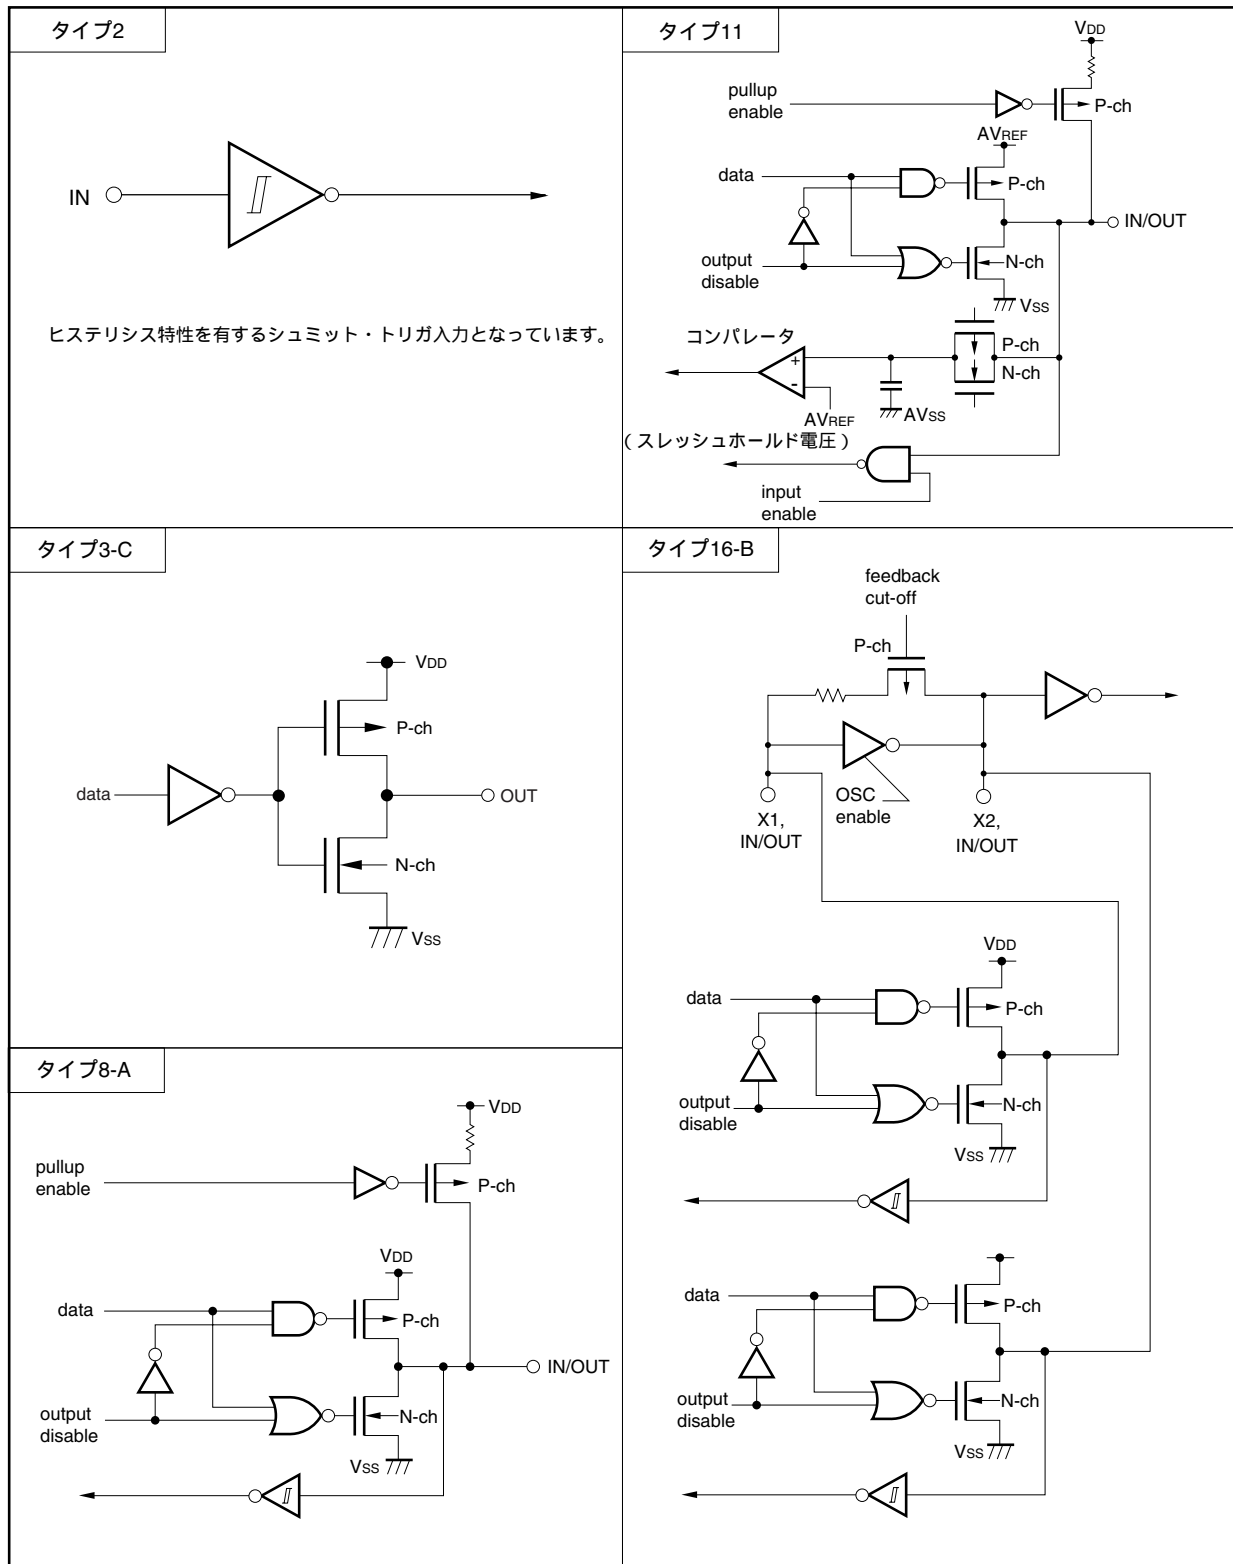 タイプ2
IN
ヒステリシス特性を有するシュミット・トリガ入力となっています。
タイプ11
VDD
pullup
enable
P-ch
AVREF
data
P-ch
IN/OUT
output
disable
N-ch
VSS
コンパレータ
P-ch
N-ch
+
-
AVREF
AVSS
(スレッシュホールド電圧)
input
enable
タイプ3-C
VDD
P-ch
data
OUT
N-ch
VSS
タイプ16-B
feedback
cut-off
P-ch
OSC
enable
X1,
IN/OUT
X2,
IN/OUT
VDD
data
P-ch
output
disable
N-ch
VSS
data
P-ch
output
disable
N-ch
VSS
タイプ8-A
VDD
pullup
enable
P-ch
VDD
data
P-ch
IN/OUT
output
disable
N-ch
VSS